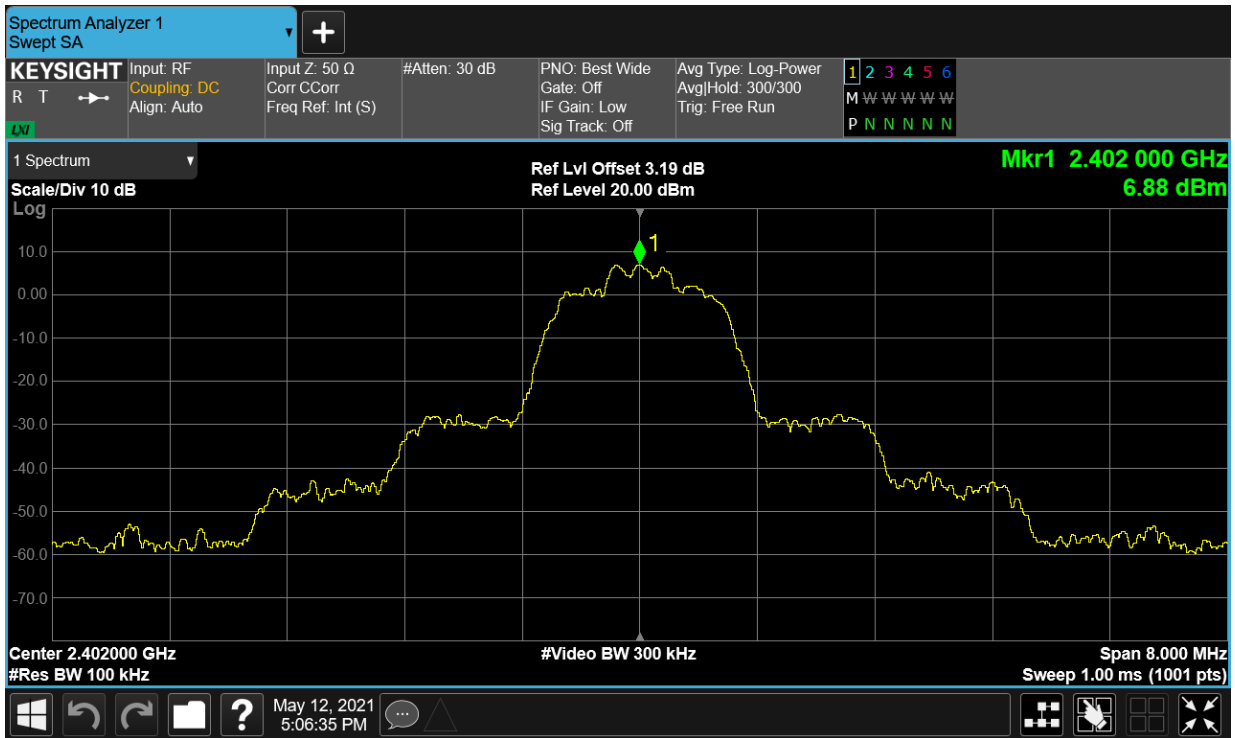 Spectrum Analyzer 1
Swept SA
KEYSIGHT
R T
LXI
Input: RF
Coupling: DC
Align: Auto
Input Z: 50 Ω
Corr CCorr
Freq Ref: Int (S)
#Atten: 30 dB
PNO: Best Wide
Gate: Off
IF Gain: Low
Sig Track: Off
Avg Type: Log-Power
Avg|Hold: 300/300
Trig: Free Run
1 2 3 4 5 6
M W W W W W
P N N N N N
1 Spectrum
Scale/Div 10 dB
Log
Ref Lvl Offset 3.19 dB
Ref Level 20.00 dBm
Mkr1 2.402 000 GHz
6.88 dBm
1
10.0
0.00
-10.0
-20.0
-30.0
-40.0
-50.0
-60.0
-70.0
Center 2.402000 GHz
#Res BW 100 kHz
#Video BW 300 kHz
Span 8.000 MHz
Sweep 1.00 ms (1001 pts)
?
May 12, 2021
5:06:35 PM